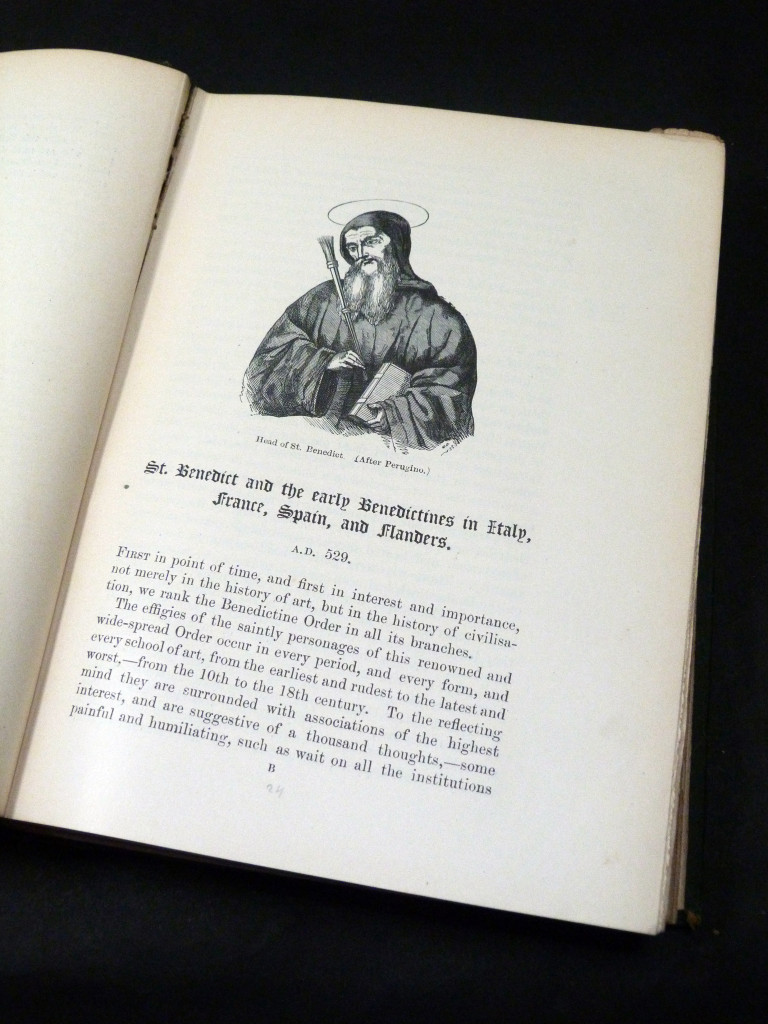 Head of St. Benedict. (After Perugino.)
St. Benedict and the early Benedictines in Italy,
France, Spain, and Flanders.
A.D. 529.
FIRST in point of time, and first in interest and importance,
not merely in the history of art, but in the history of civilisa-
tion, we rank the Benedictine Order in all its branches.
The effigies of the saintly personages of this renowned and
wide-spread Order occur in every period, and every form, and
every school of art, from the earliest and rudest to the latest and
worst,—from the 10th to the 18th century. To the reflecting
mind they are surrounded with associations of the highest
interest, and are suggestive of a thousand thoughts,—some
painful and humiliating, such as wait on all the institutions
B